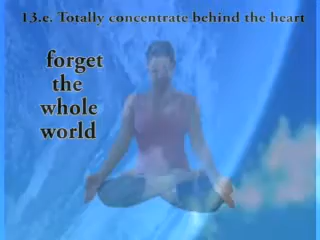 13.e. Totally concentrate behind the heart
forget
the
whole
world